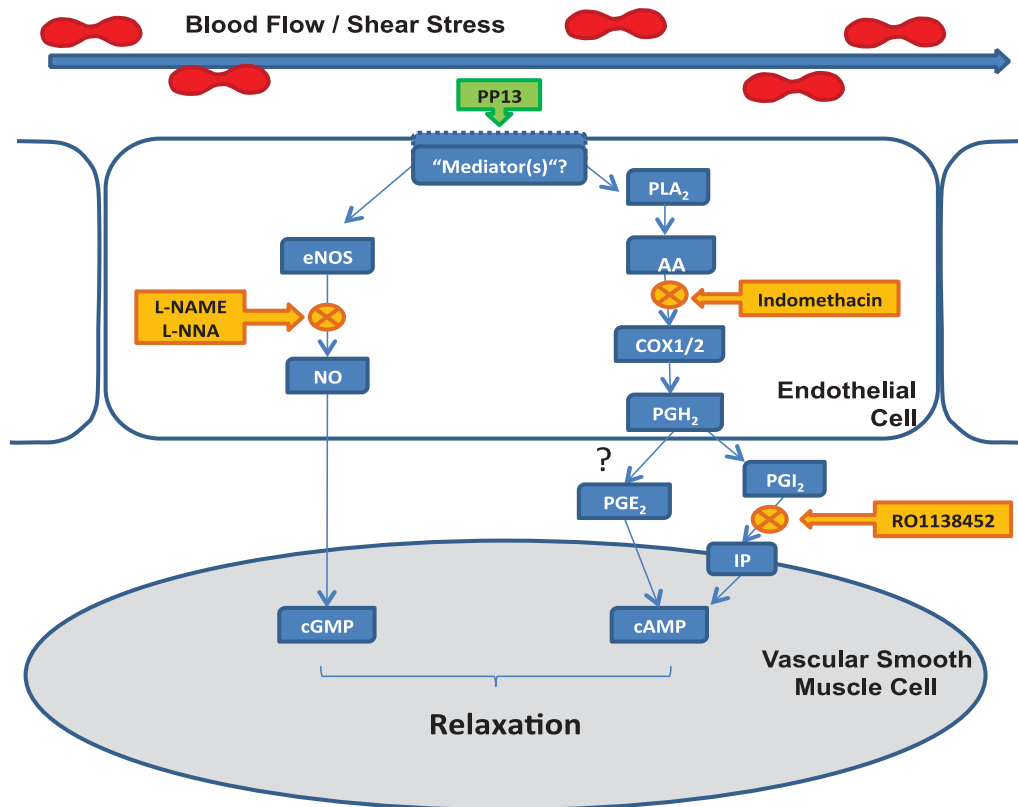 Blood Flow / Shear Stress
PP13
“Mediator(s)“?
PLA₂
eNOS
AA
L-NAME
L-NNA
Indomethacin
COX1/2
NO
PGH₂
Endothelial
Cell
?
PGI₂
PGE₂
RO1138452
IP
cGMP
cAMP
Vascular Smooth
Muscle Cell
Relaxation